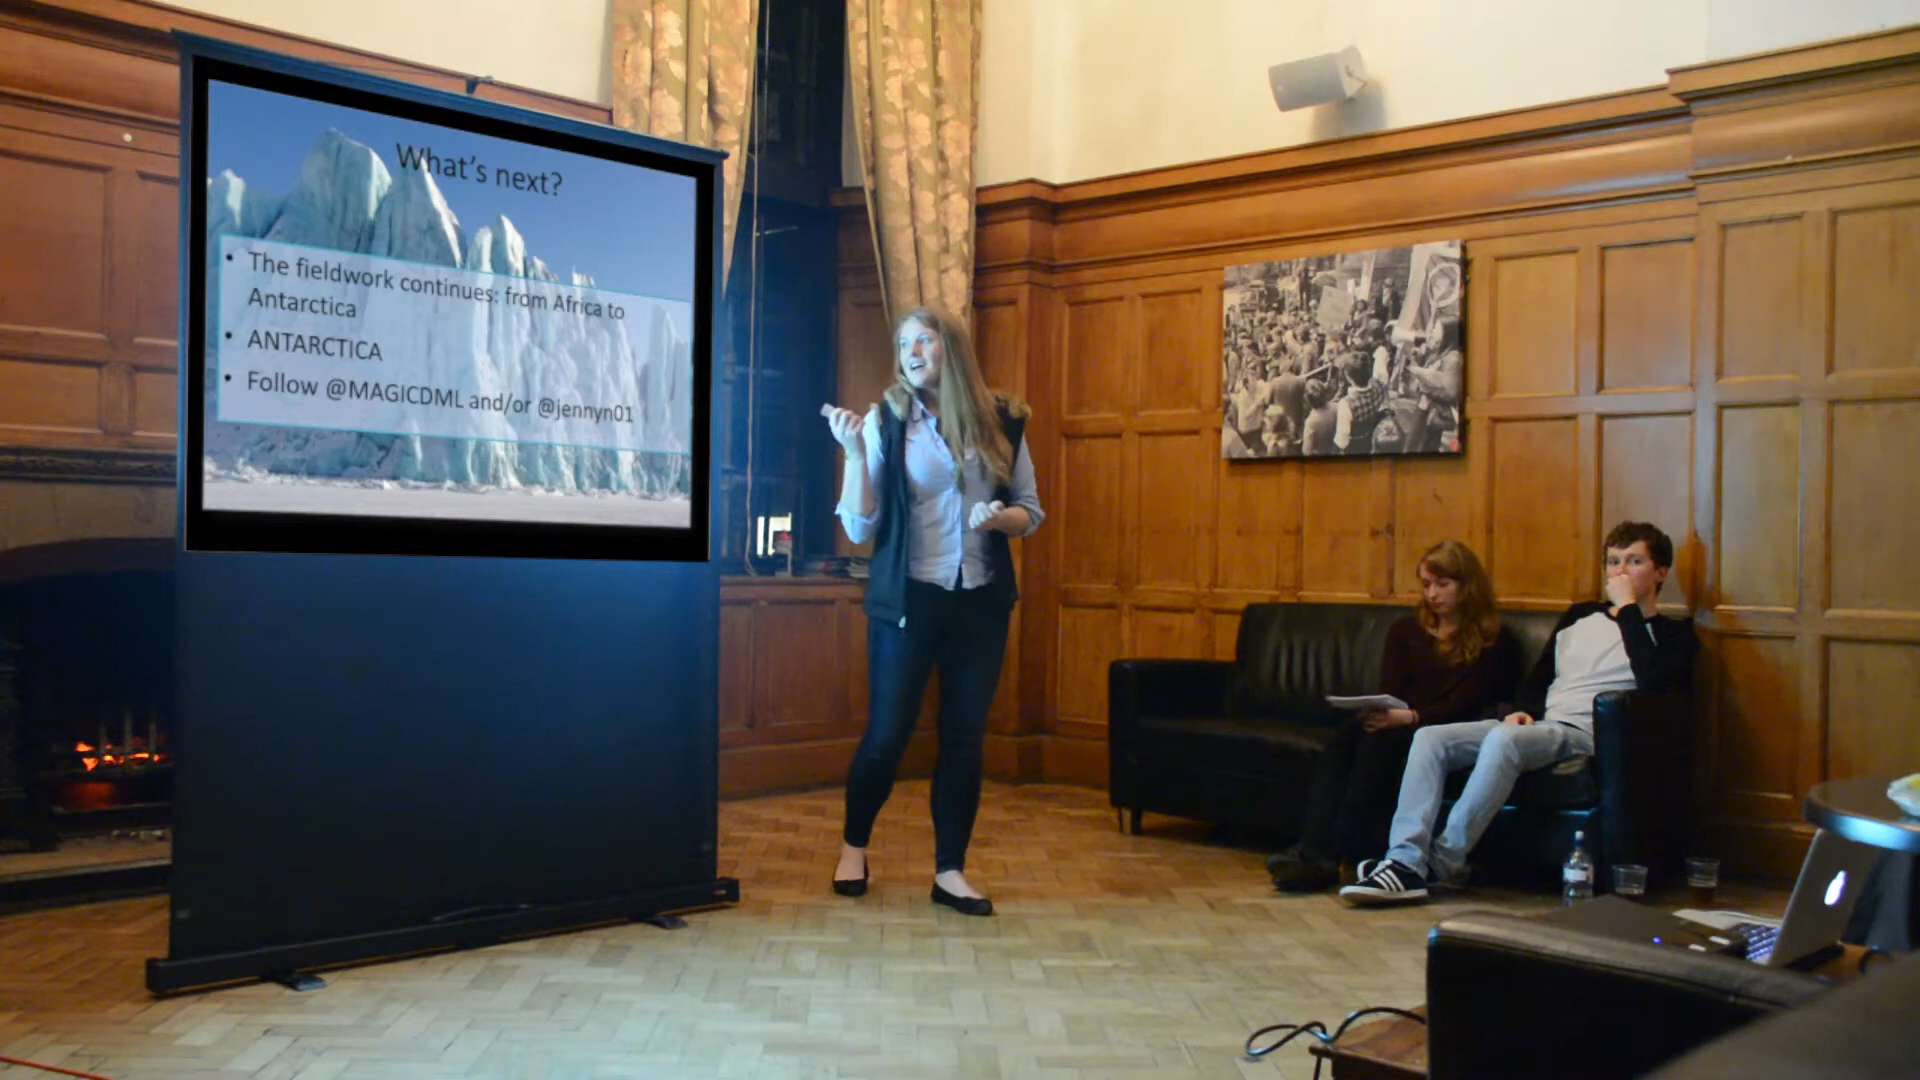 What's next?
• The fieldwork continues: from Africa to
Antarctica
• ANTARCTICA
• Follow @MAGICDML and/or @jennyn01